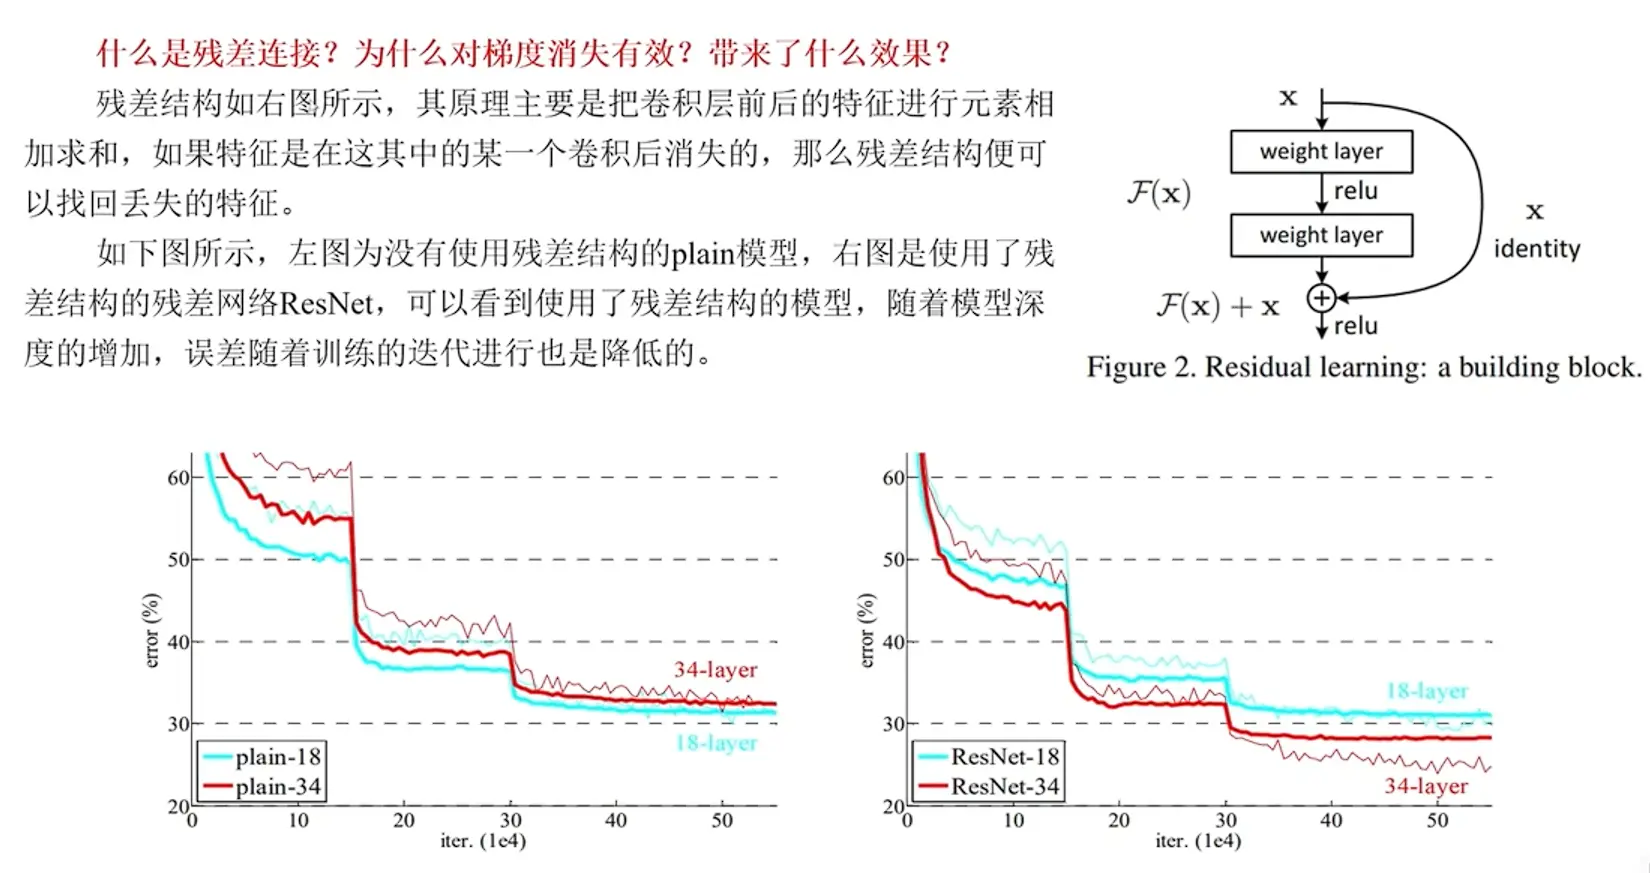 什么是残差连接？为什么对梯度消失有效？带来了什么效果？
残差结构如右图所示，其原理主要是把卷积层前后的特征进行元素相
加求和，如果特征是在这其中的某一个卷积后消失的，那么残差结构便可
以找回丢失的特征。
如下图所示，左图为没有使用残差结构的plain模型，右图是使用了残
差结构的残差网络ResNet，可以看到使用了残差结构的模型，随着模型深
度的增加，误差随着训练的迭代进行也是降低的。
x
weight layer
F(x)
relu
x
weight layer
identity
F(x) + x
relu
Figure 2. Residual learning: a building block.
60
50
40
30
20
error (%)
34-layer
18-layer
plain-18
plain-34
0 10 20 30 40 50
iter. (1e4)
60
50
40
30
20
error (%)
18-layer
34-layer
ResNet-18
ResNet-34
0 10 20 30 40 50
iter. (1e4)